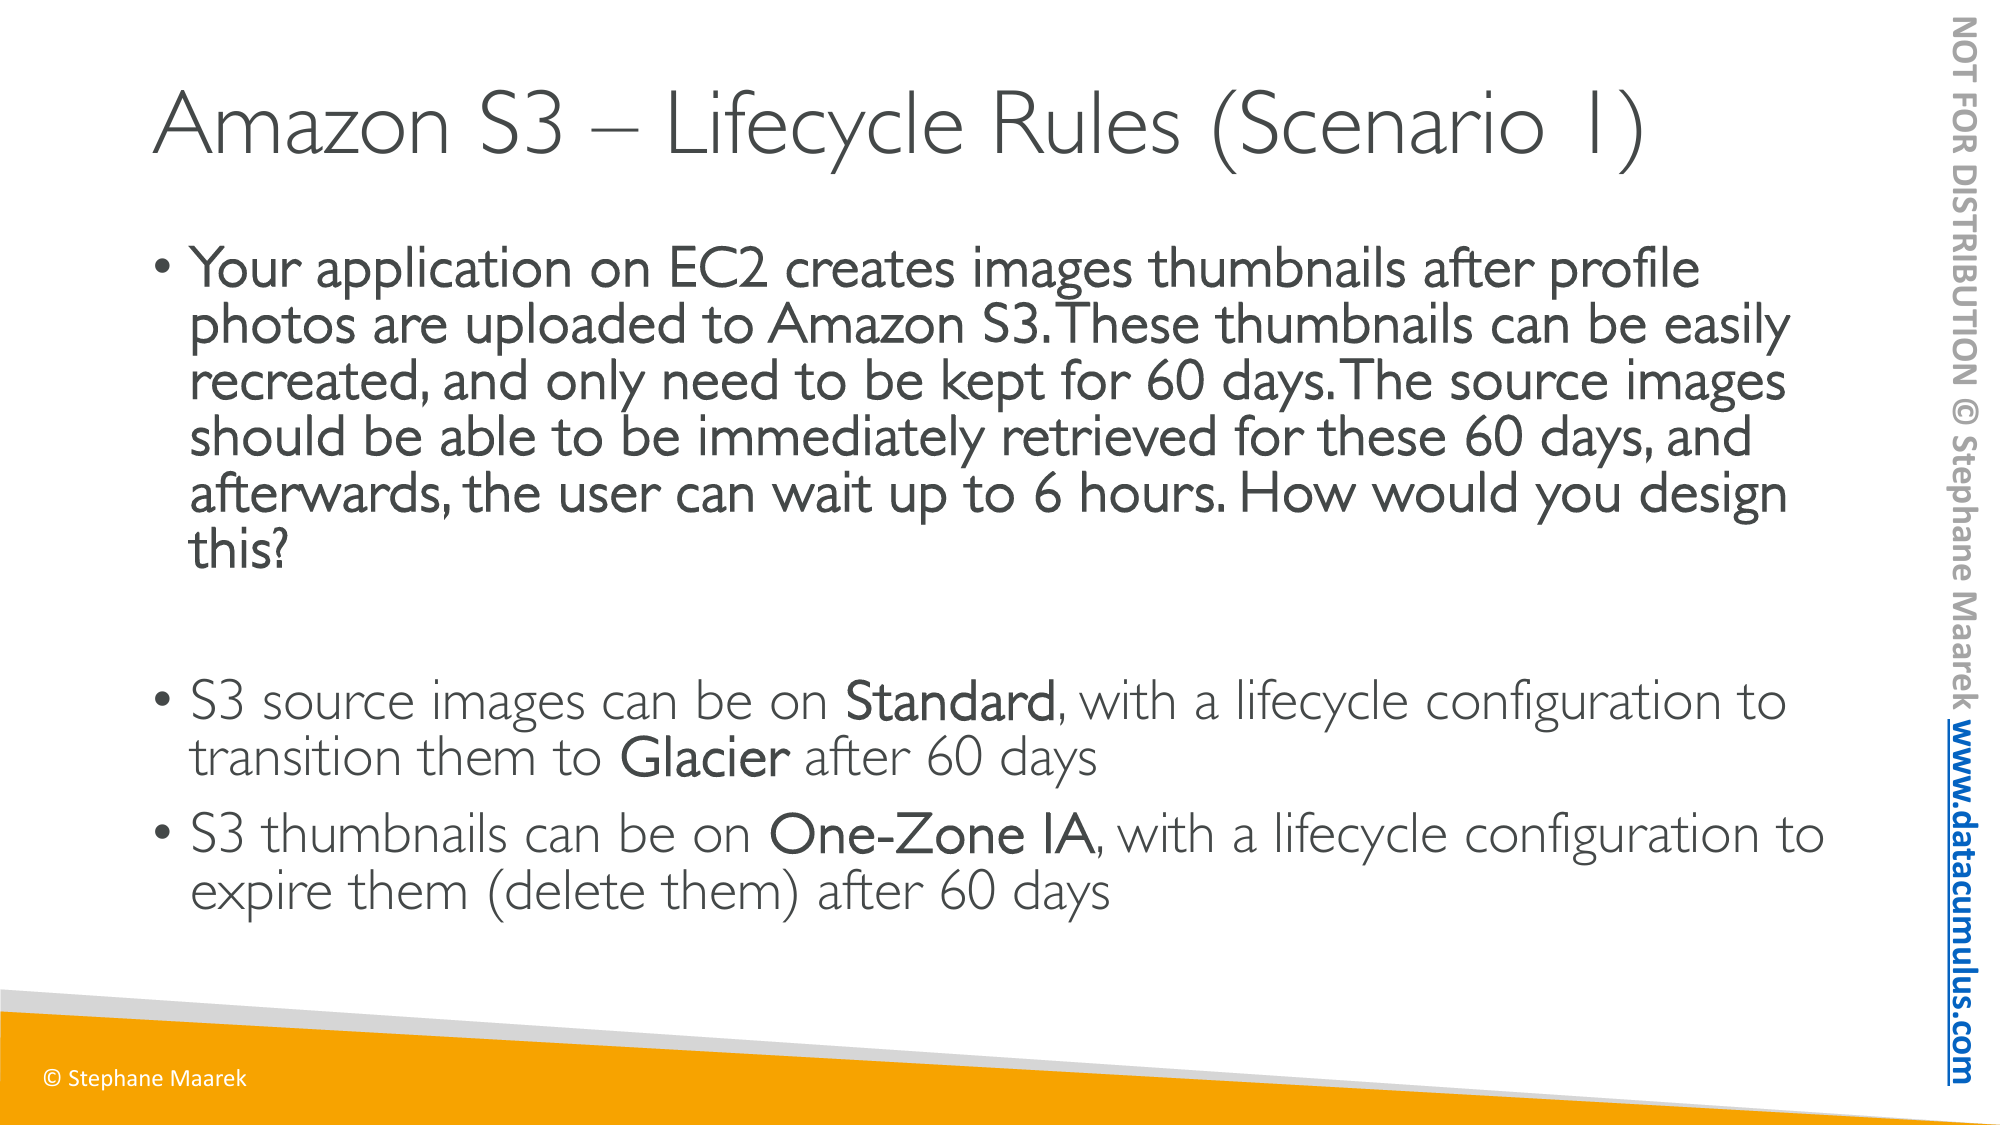 Amazon S3 – Lifecycle Rules (Scenario 1)
• Your application on EC2 creates images thumbnails after profile
photos are uploaded to Amazon S3. These thumbnails can be easily
recreated, and only need to be kept for 60 days. The source images
should be able to be immediately retrieved for these 60 days, and
afterwards, the user can wait up to 6 hours. How would you design
this?
• S3 source images can be on Standard, with a lifecycle configuration to
transition them to Glacier after 60 days
• S3 thumbnails can be on One-Zone IA, with a lifecycle configuration to
expire them (delete them) after 60 days
© Stephane Maarek
NOT FOR DISTRIBUTION © Stephane Maarek www.datacumulus.com